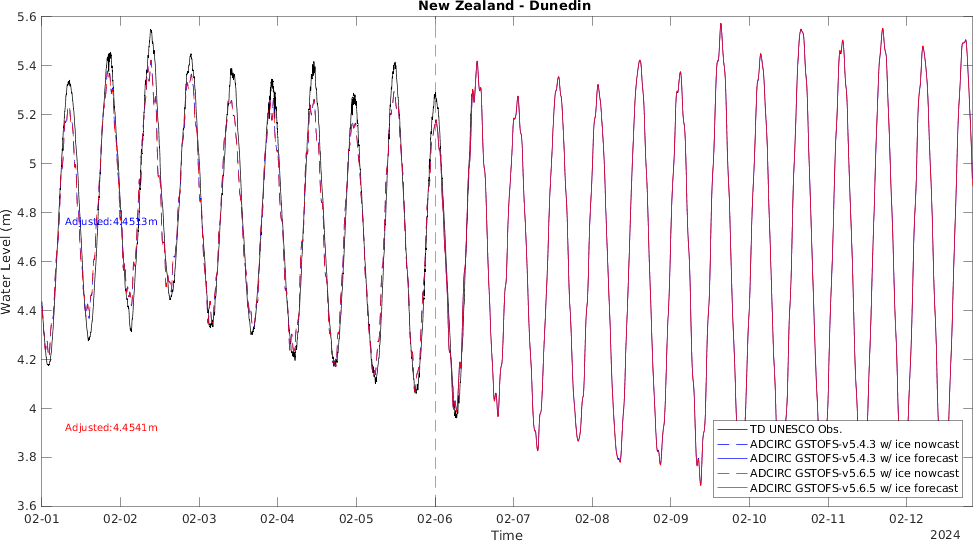 New Zealand - Dunedin
5.6
5.4
5.2
5
4.8
4.6
4.4
4.2
4
3.8
3.6
Water Level (m)
Adjusted:4.4513m
Adjusted:4.4541m
TD UNESCO Obs.
ADCIRC GSTOFS-v5.4.3 w/ ice nowcast
ADCIRC GSTOFS-v5.4.3 w/ ice forecast
ADCIRC GSTOFS-v5.6.5 w/ ice nowcast
ADCIRC GSTOFS-v5.6.5 w/ ice forecast
02-01 02-02 02-03 02-04 02-05 02-06 02-07 02-08 02-09 02-10 02-11 02-12
Time
2024